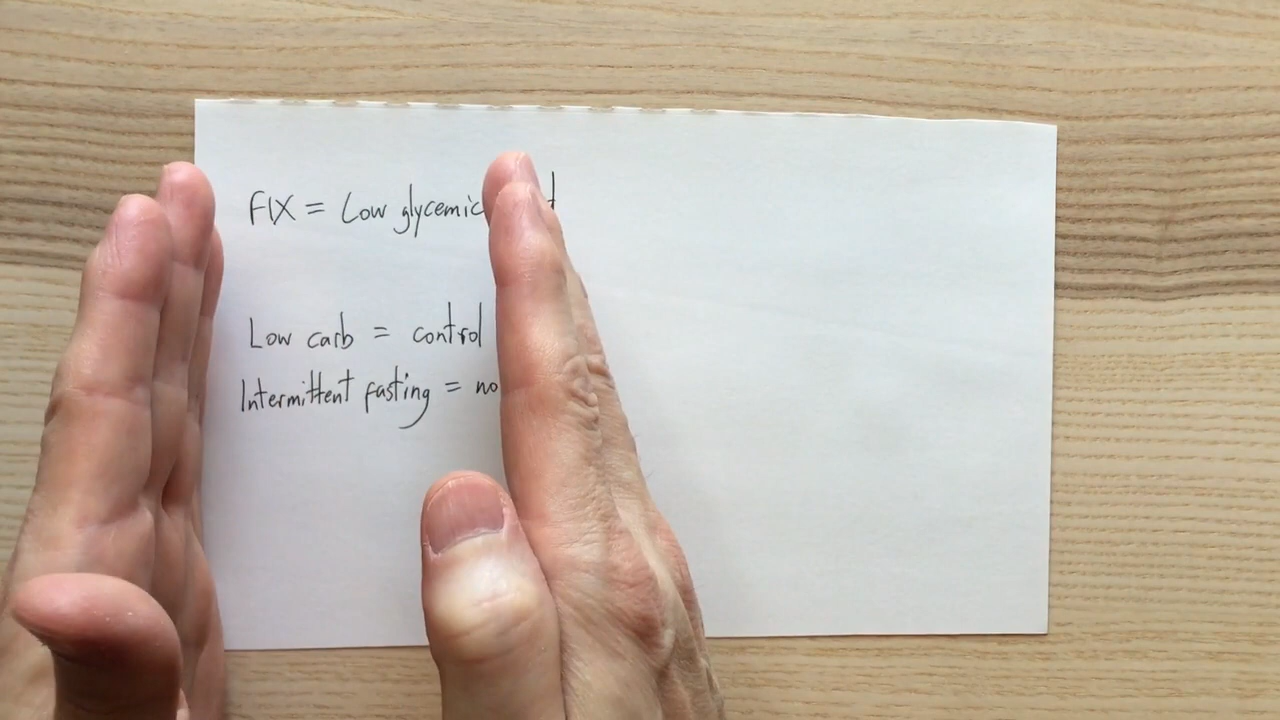 FIX = Low glycemic
Low carb = control
Intermittent fasting = no